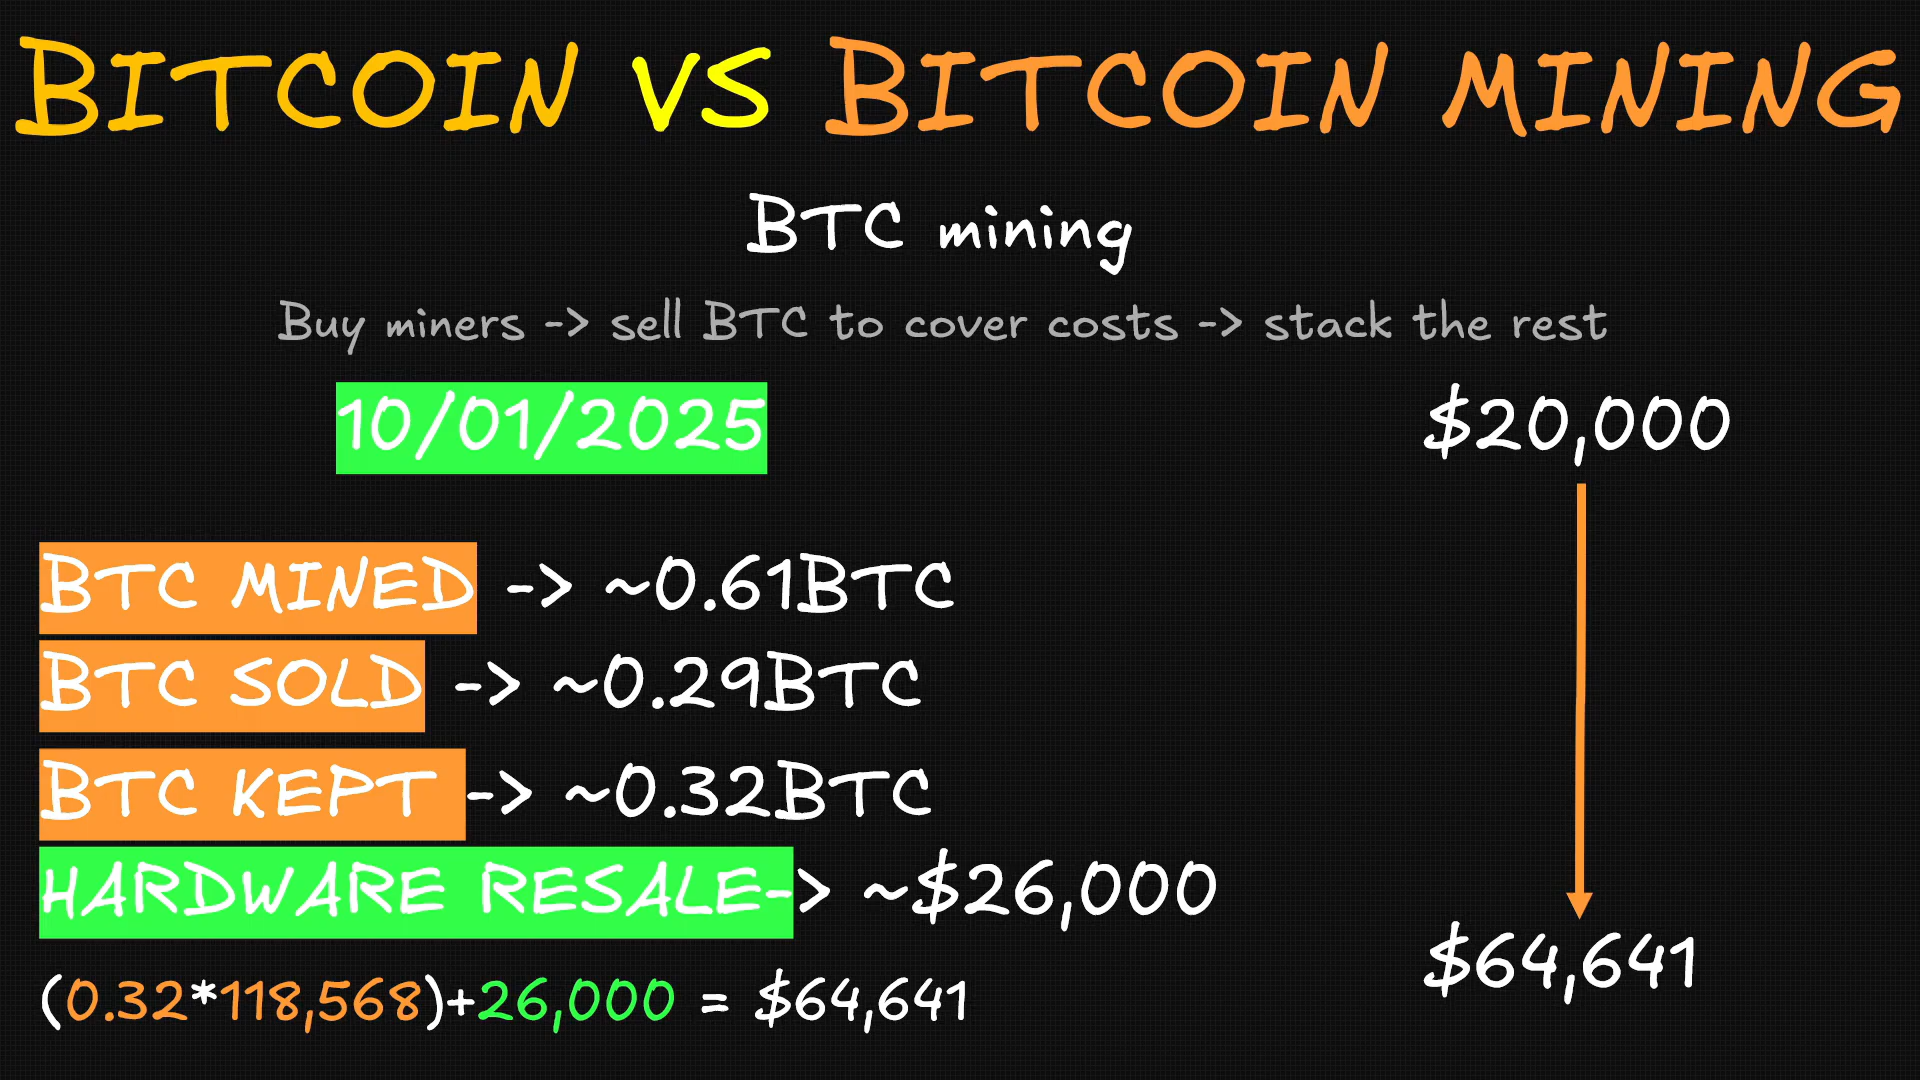 BITCOIN VS BITCOIN MINING
BTC mining
Buy miners -> sell BTC to cover costs -> stack the rest
10/01/2025
$20,000
BTC MINED -> ~0.61BTC
BTC SOLD -> ~0.29BTC
BTC KEPT -> ~0.32BTC
HARDWARE RESALE-> ~$26,000
$64,641
(0.32*118,568)+26,000 = $64,641